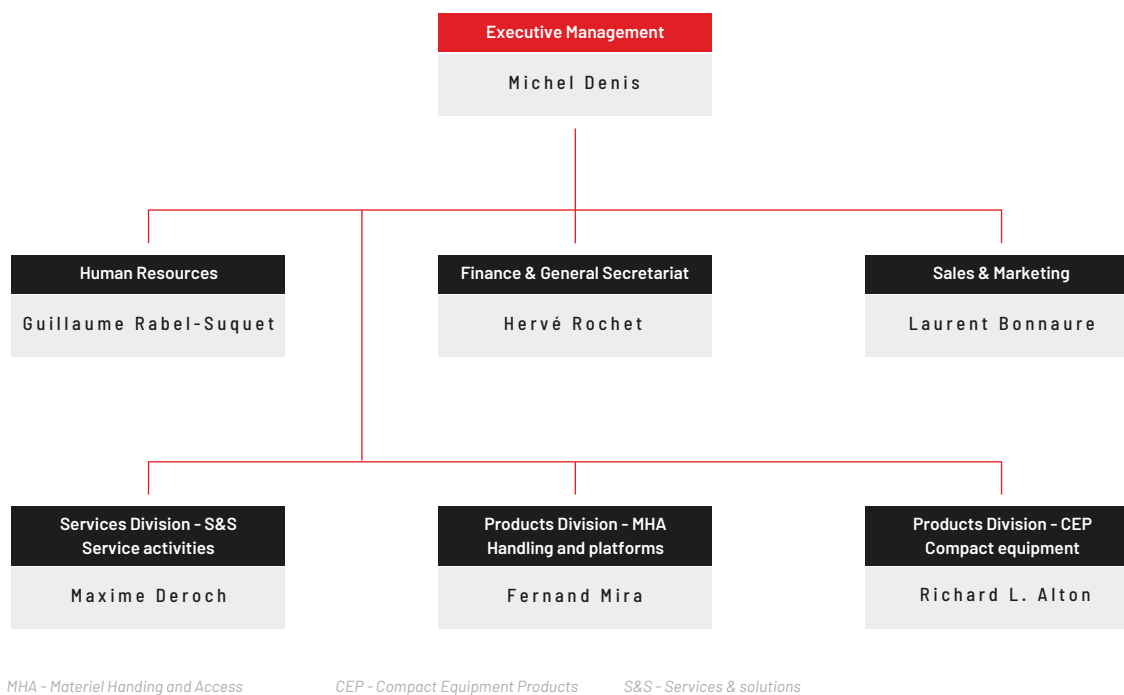 Executive Management
Michel Denis
Human Resources
Guillaume Rabel-Suquet
Finance & General Secretariat
Hervé Rochet
Sales & Marketing
Laurent Bonnaure
Services Division - S&S
Service activities
Maxime Deroch
Products Division - MHA
Handling and platforms
Fernand Mira
Products Division - CEP
Compact equipment
Richard L. Alton
MHA - Materiel Handing and Access
CEP - Compact Equipment Products
S&S - Services & solutions